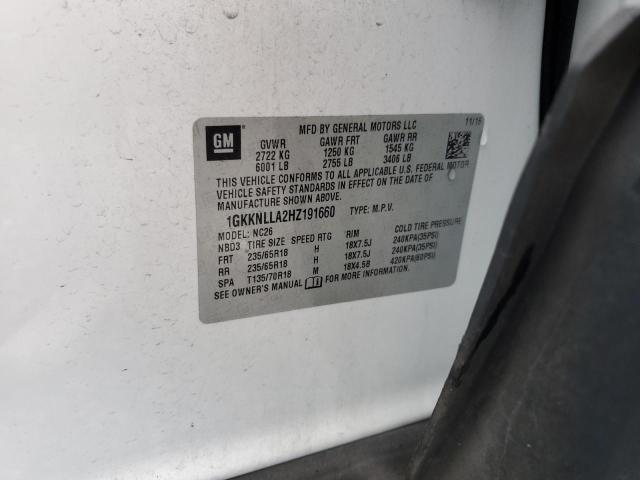 GM
MFD BY GENERAL MOTORS LLC 11/16
GVWR GAWR FRT GAWR RR
2722 KG 1250 KG 1545 KG
6001 LB 2755 LB 3406 LB
THIS VEHICLE CONFORMS TO ALL APPLICABLE U.S. FEDERAL MOTOR
VEHICLE SAFETY STANDARDS IN EFFECT ON THE DATE OF
MANUFACTURE SHOWN ABOVE.
1GKKNLLA2HZ191660 TYPE: M.P.V.
MODEL: NC26
NBD3 TIRE SIZE SPEED RTG RIM COLD TIRE PRESSURE
FRT 235/65R18 H 18X7.5J 240KPA(35PSI)
RR 235/65R18 H 18X7.5J 240KPA(35PSI)
SPA T135/70R18 M 18X4.5B 420KPA(60PSI)
SEE OWNER'S MANUAL FOR MORE INFORMATION